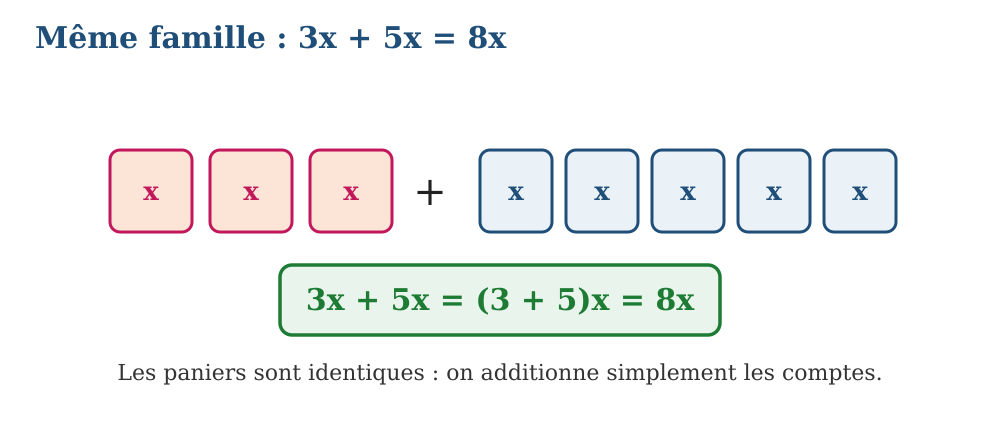 Même famille : 3x + 5x = 8x
x x x + x x x x x
3x + 5x = (3 + 5)x = 8x
Les paniers sont identiques : on additionne simplement les comptes.